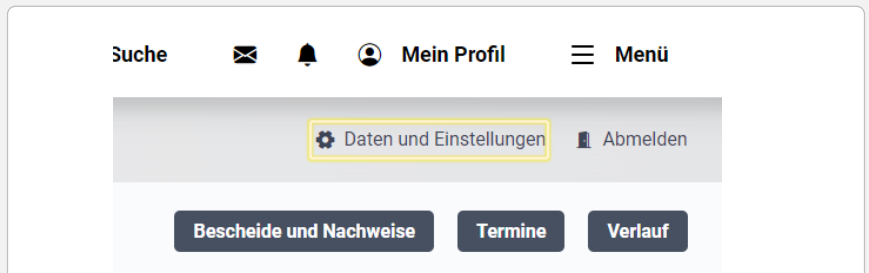 Suche Mein Profil Menü
Daten und Einstellungen Abmelden
Bescheide und Nachweise Termine Verlauf